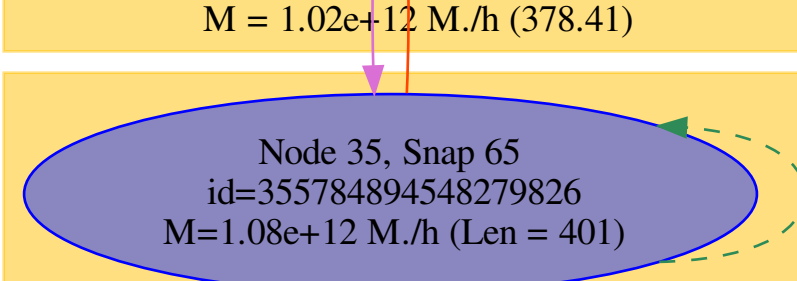 M = 1.02e+12 M./h (378.41)
Node 35, Snap 65
id=355784894548279826
M=1.08e+12 M./h (Len = 401)